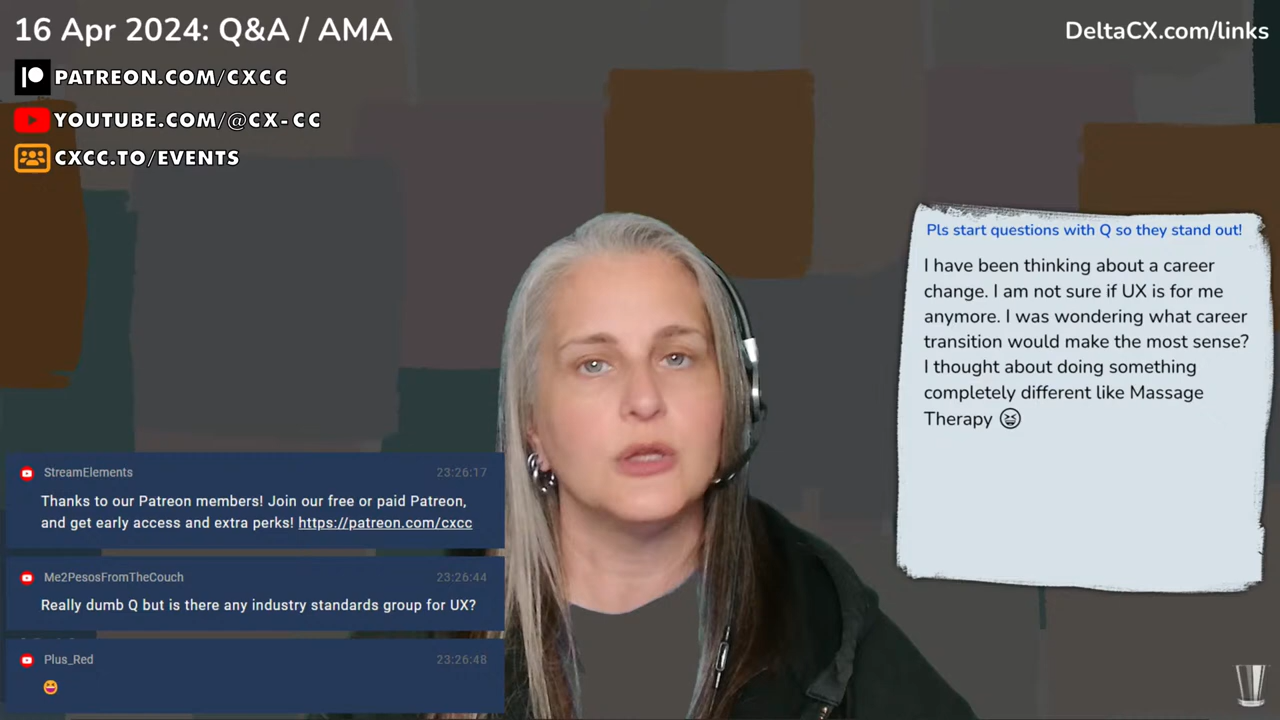 16 Apr 2024: Q&A / AMA
DeltaCX.com/links
PATREON.COM/CXCC
YOUTUBE.COM/@CX-CC
CXCC.TO/EVENTS
Pls start questions with Q so they stand out!
I have been thinking about a career
change. I am not sure if UX is for me
anymore. I was wondering what career
transition would make the most sense?
I thought about doing something
completely different like Massage
Therapy 😆
StreamElements 23:26:17
Thanks to our Patreon members! Join our free or paid Patreon,
and get early access and extra perks! https://patreon.com/cxcc
Me2PesosFromTheCouch 23:26:44
Really dumb Q but is there any industry standards group for UX?
Plus_Red 23:26:48
😆